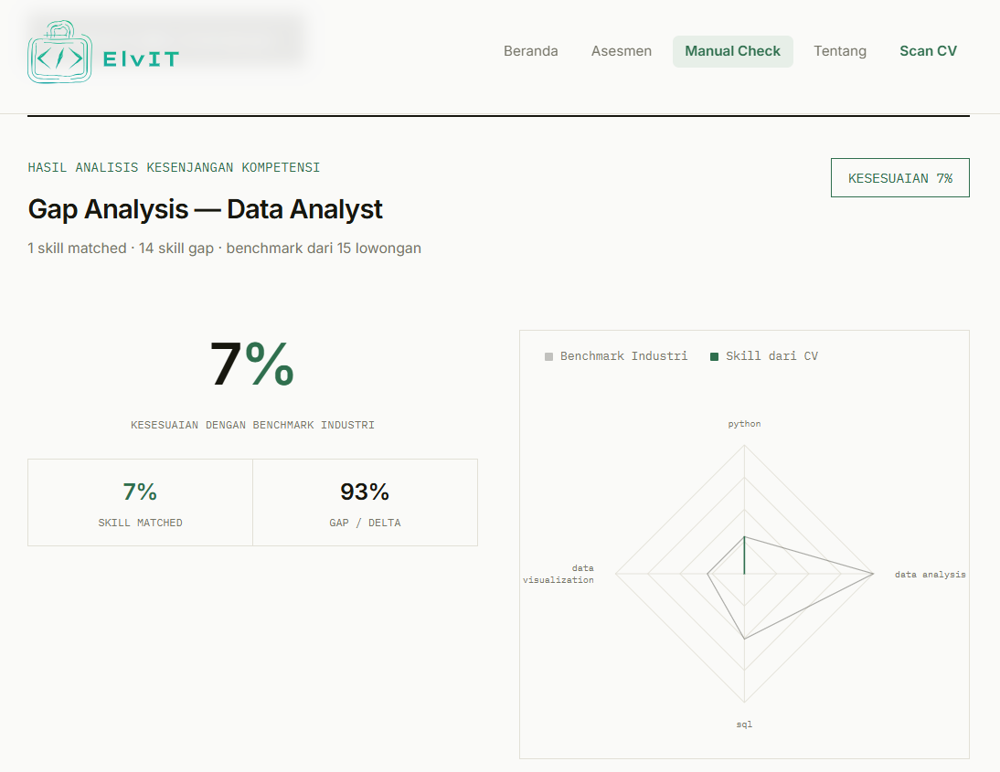 ElvIT
Beranda
Asesmen
Manual Check
Tentang
Scan CV
HASIL ANALISIS KESENJANGAN KOMPETENSI
KESESUAIAN 7%
Gap Analysis — Data Analyst
1 skill matched · 14 skill gap · benchmark dari 15 lowongan
7%
KESESUAIAN DENGAN BENCHMARK INDUSTRI
7%
SKILL MATCHED
93%
GAP / DELTA
Benchmark Industri
Skill dari CV
python
data
visualization
data analysis
sql